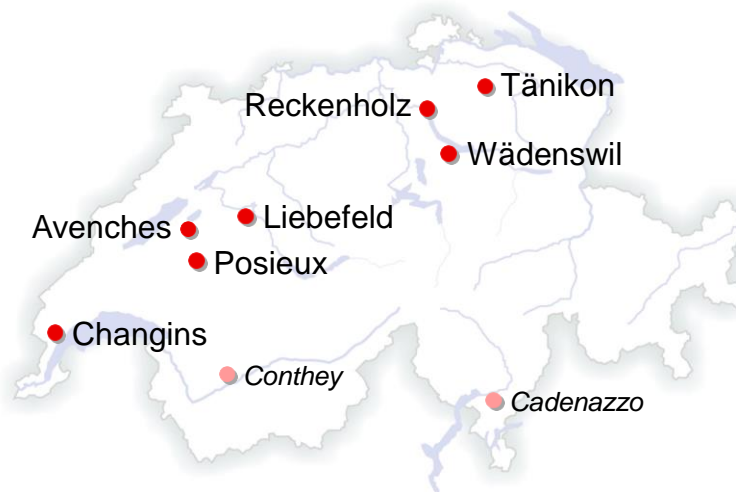 Tänikon
Reckenholz
Wädenswil
Liebefeld
Avenches
Posieux
Changins
Conthey
Cadenazzo